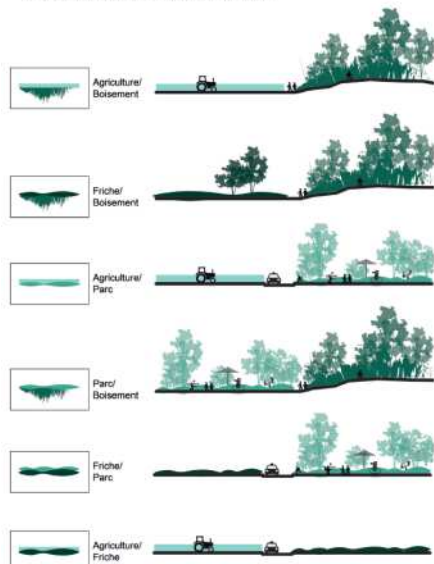 Agriculture/
Boisement
Friche/
Boisement
Agriculture/
Parc
Parc/
Boisement
Friche/
Parc
Agriculture/
Friche